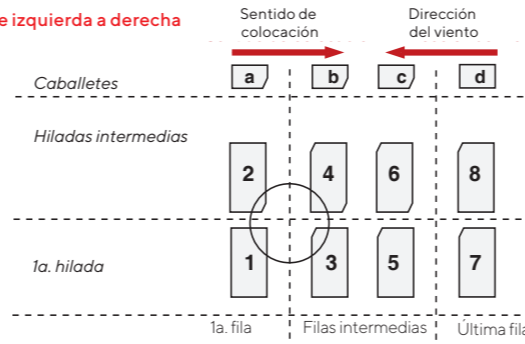 e izquierda a derecha
Sentido de
colocación
Dirección
del viento
Caballetes
a b c d
Hiladas intermedias
2 4 6 8
1a. hilada
1 3 5 7
1a. fila Filas intermedias Última fila